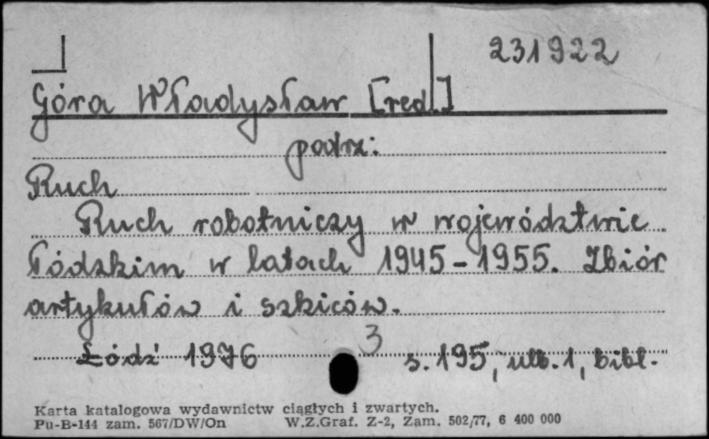 231922
Góra Władysław [red.]
podrz:
Ruch
Ruch robotniczy w województwie
łódzkim w latach 1945-1955. Zbiór
artykułów i szkiców.
3
Łódź 1976 s. 195, nlb. 1, bibl.
Karta katalogowa wydawnictw ciągłych i zwartych.
Pu-B-144 zam. 567/DW/On W.Z.Graf. Z-2, Zam. 502/77, 6 400 000